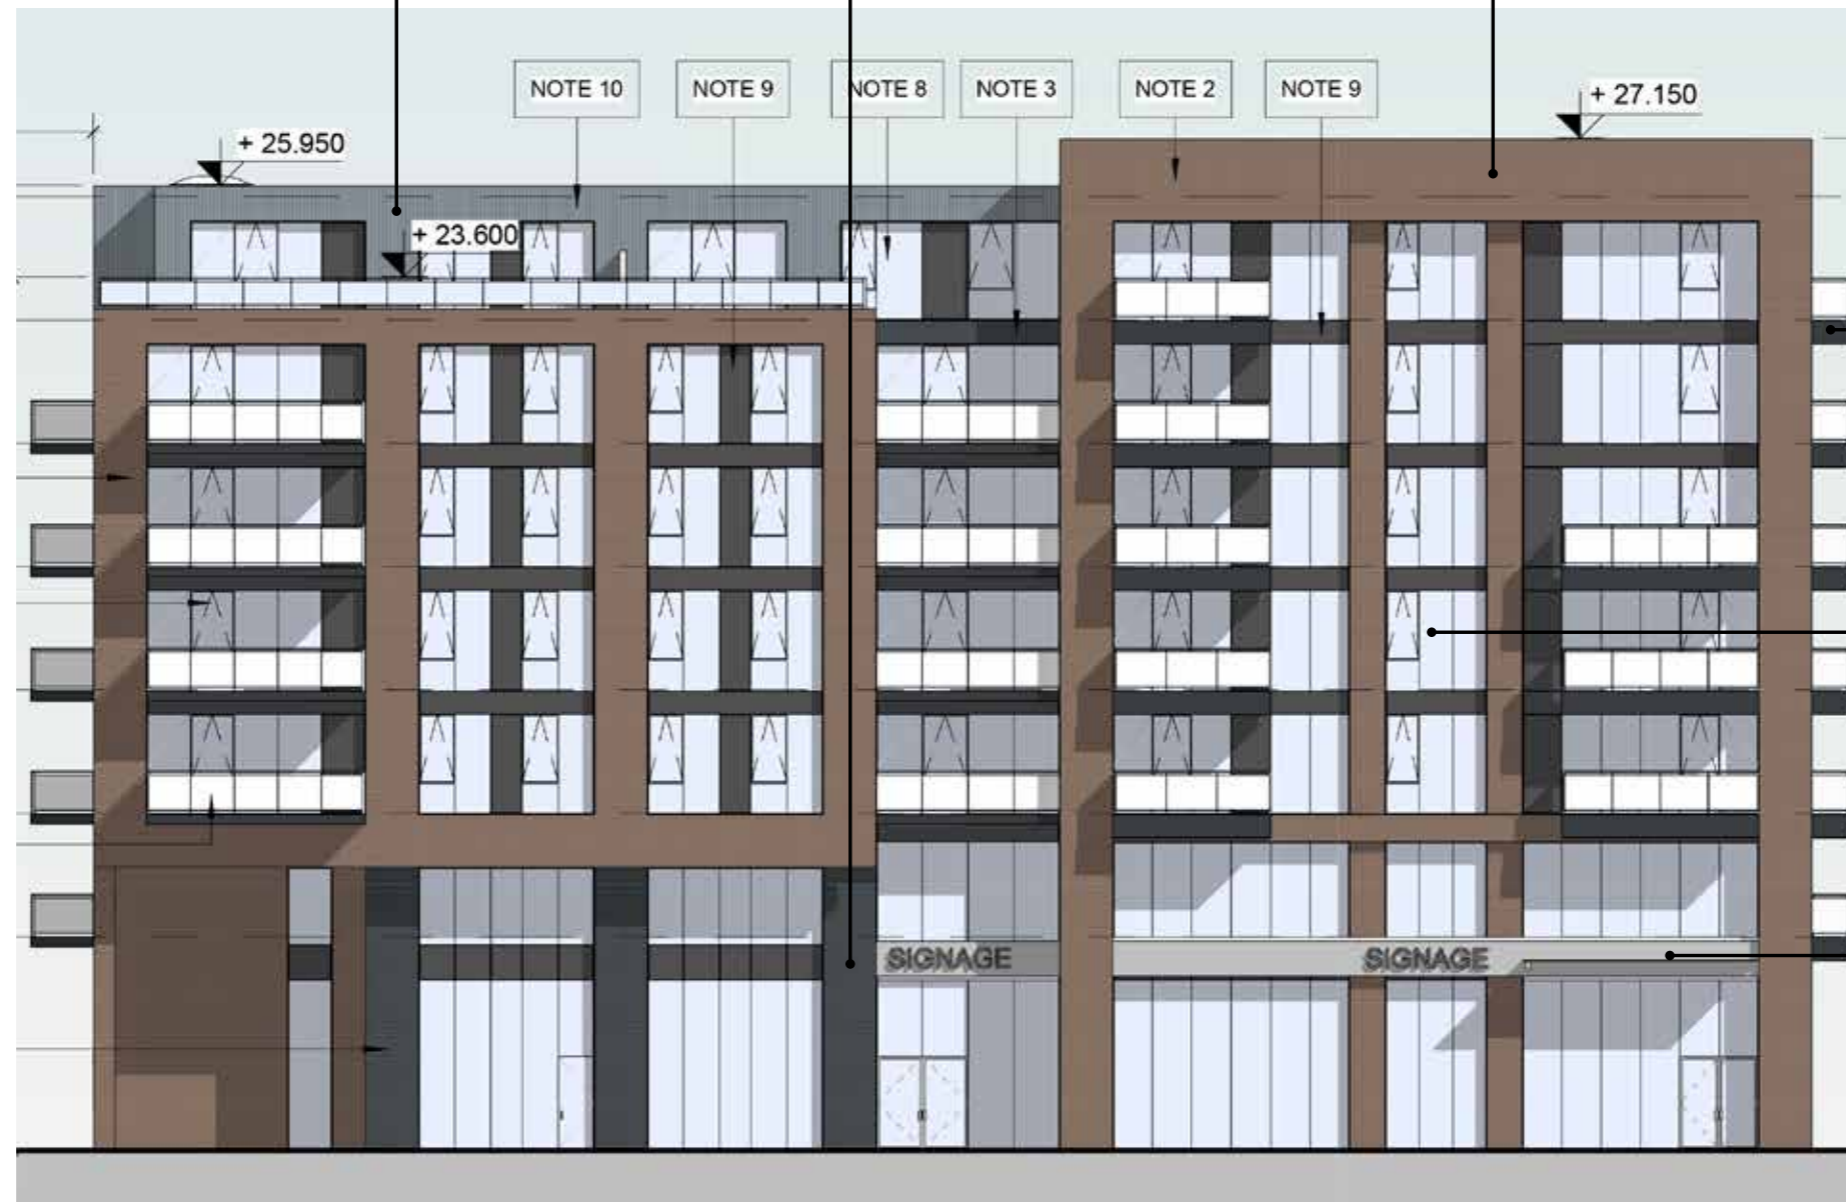 NOTE 10
NOTE 9
NOTE 8
NOTE 3
NOTE 2
NOTE 9
+ 27.150
+ 25.950
+ 23.600
SIGNAGE
SIGNAGE